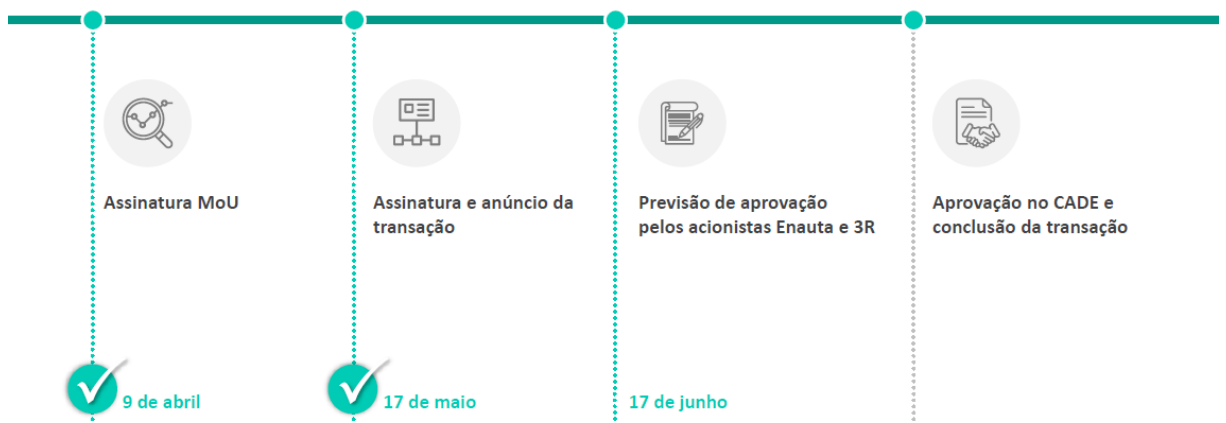 Assinatura MoU
9 de abril
Assinatura e anúncio da
transação
17 de maio
Previsão de aprovação
pelos acionistas Enauta e 3R
17 de junho
Aprovação no CADE e
conclusão da transação